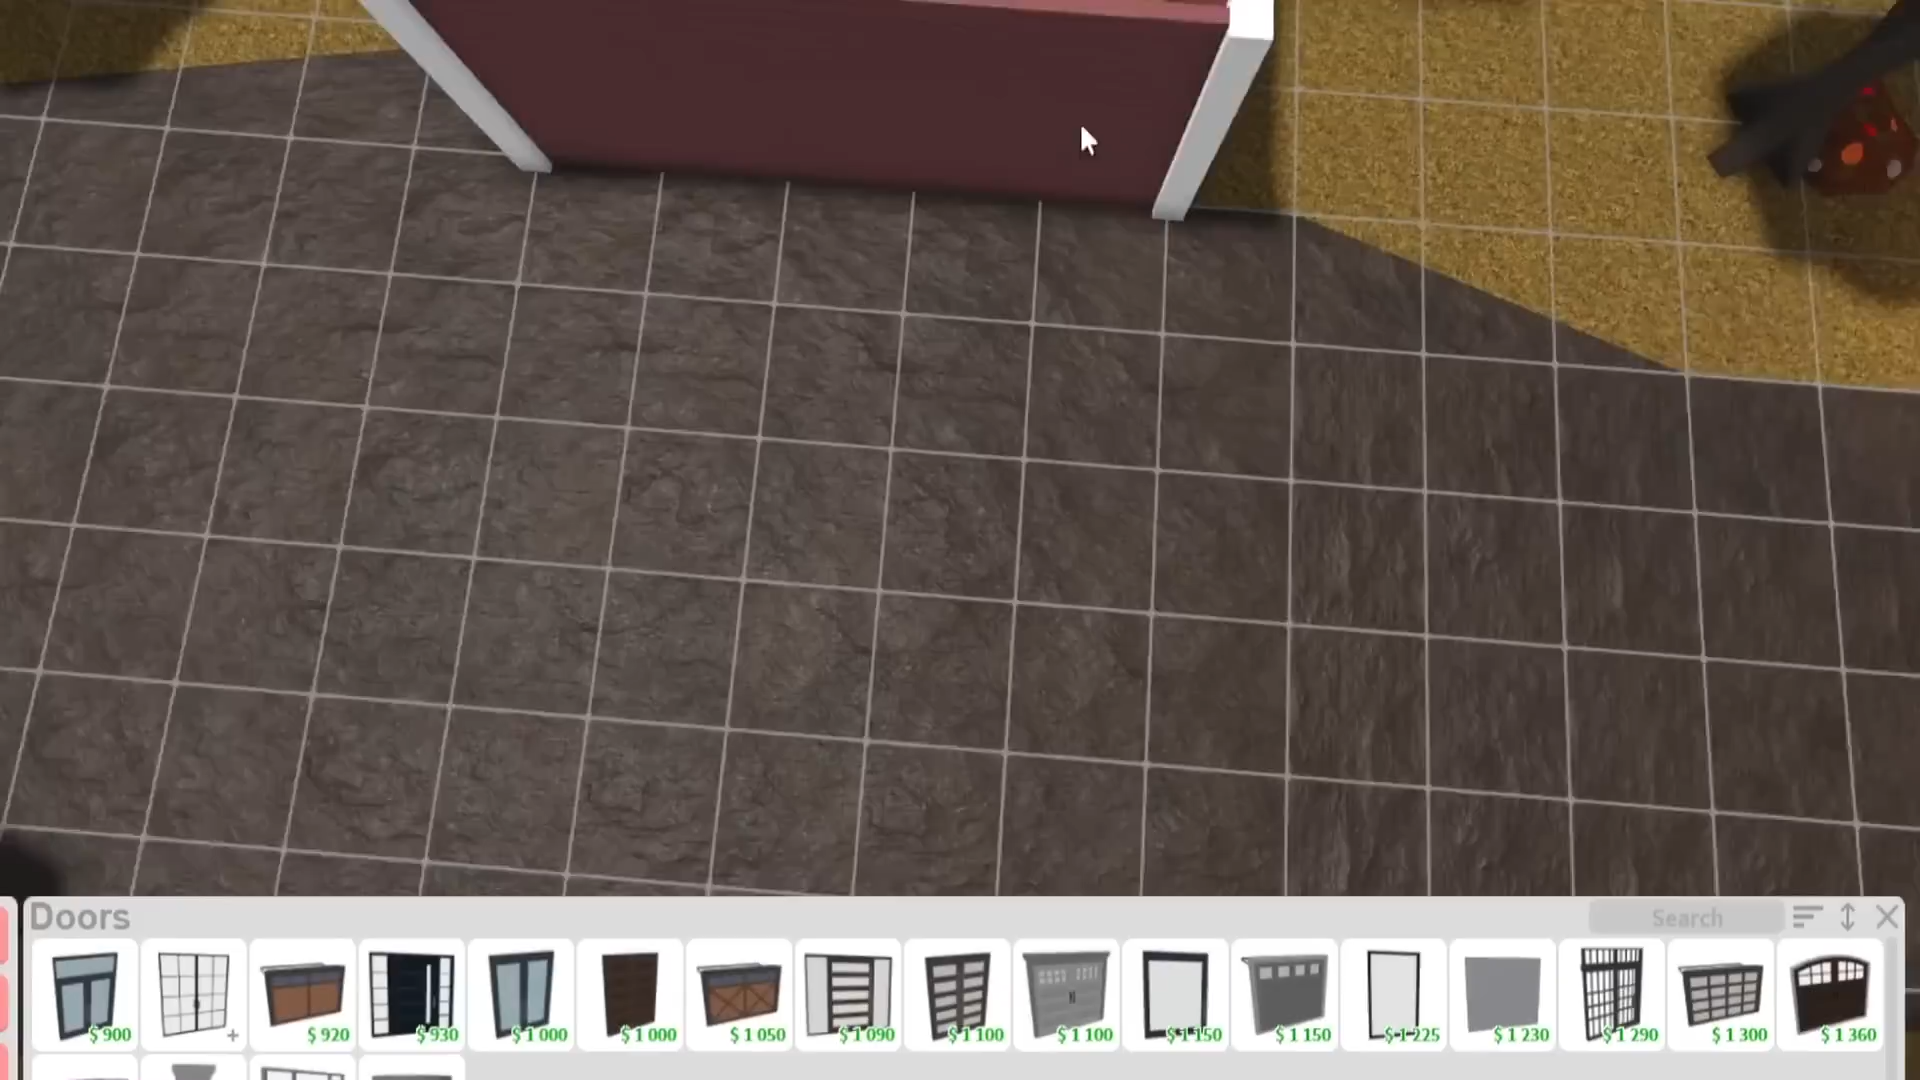 Doors
Search
$ 900
+
$ 920
$ 930
$ 1 000
$ 1 000
$ 1 050
$ 1 090
$ 1 100
$ 1 100
$ 1 150
$ 1 150
$ 1 225
$ 1 230
$ 1 290
$ 1 300
$ 1 360